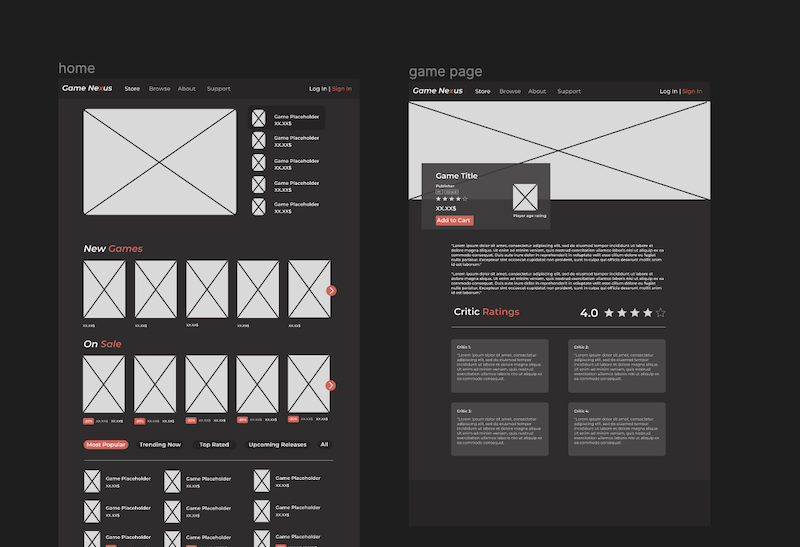 home
Game Nexus
Store
Browse
About
Support
Log In | Sign In
Game Placeholder
XX.XX$
Game Placeholder
XX.XX$
Game Placeholder
XX.XX$
Game Placeholder
XX.XX$
Game Placeholder
XX.XX$
New Games
XX.XX$
XX.XX$
XX.XX$
XX.XX$
XX.XX$
On Sale
XX.XX$ XX.XX$
XX.XX$ XX.XX$
XX.XX$ XX.XX$
XX.XX$ XX.XX$
XX.XX$ XX.XX$
Most Popular
Trending Now
Top Rated
Upcoming Releases
All
Game Placeholder
XX.XX$
Game Placeholder
XX.XX$
Game Placeholder
XX.XX$
Game Placeholder
XX.XX$
Game Placeholder
XX.XX$
Game Placeholder
XX.XX$
Game Placeholder
Game Placeholder
Game Placeholder
game page
Game Nexus
Store
Browse
About
Support
Log In | Sign In
Game Title
Publisher
XX.XX$
Add to Cart
Player age rating
"Lorem ipsum dolor sit amet, consectetur adipiscing elit, sed do eiusmod tempor incididunt ut labore et
dolore magna aliqua. Ut enim ad minim veniam, quis nostrud exercitation ullamco laboris nisi ut aliquip ex ea
commodo consequat. Duis aute irure dolor in reprehenderit in voluptate velit esse cillum dolore eu fugiat
nulla pariatur. Excepteur sint occaecat cupidatat non proident, sunt in culpa qui officia deserunt mollit
anim id est laborum."
"Lorem ipsum dolor sit amet, consectetur adipiscing elit, sed do eiusmod tempor incididunt ut labore et
dolore magna aliqua. Ut enim ad minim veniam, quis nostrud exercitation ullamco laboris nisi ut aliquip ex ea
commodo consequat. Duis aute irure dolor in reprehenderit in voluptate velit esse cillum dolore eu fugiat
nulla pariatur. Excepteur sint occaecat cupidatat non proident, sunt in culpa qui officia deserunt mollit
anim id est laborum."
Critic Ratings
4.0
Critic 1:
"Lorem ipsum dolor sit amet, consectetur
adipiscing elit, sed do eiusmod tempor
incididunt ut labore et dolore magna aliqua.
Ut enim ad minim veniam, quis nostrud
exercitation ullamco laboris nisi ut aliquip ex
ea commodo consequat.
Critic 2:
"Lorem ipsum dolor sit amet, consectetur
adipiscing elit, sed do eiusmod tempor
incididunt ut labore et dolore magna aliqua.
Ut enim ad minim veniam, quis nostrud
exercitation ullamco laboris nisi ut aliquip ex
ea commodo consequat.
Critic 3:
"Lorem ipsum dolor sit amet, consectetur
adipiscing elit, sed do eiusmod tempor
incididunt ut labore et dolore magna aliqua.
Ut enim ad minim veniam, quis nostrud
exercitation ullamco laboris nisi ut aliquip ex
ea commodo consequat.
Critic 4:
"Lorem ipsum dolor sit amet, consectetur
adipiscing elit, sed do eiusmod tempor
incididunt ut labore et dolore magna aliqua.
Ut enim ad minim veniam, quis nostrud
exercitation ullamco laboris nisi ut aliquip ex
ea commodo consequat.